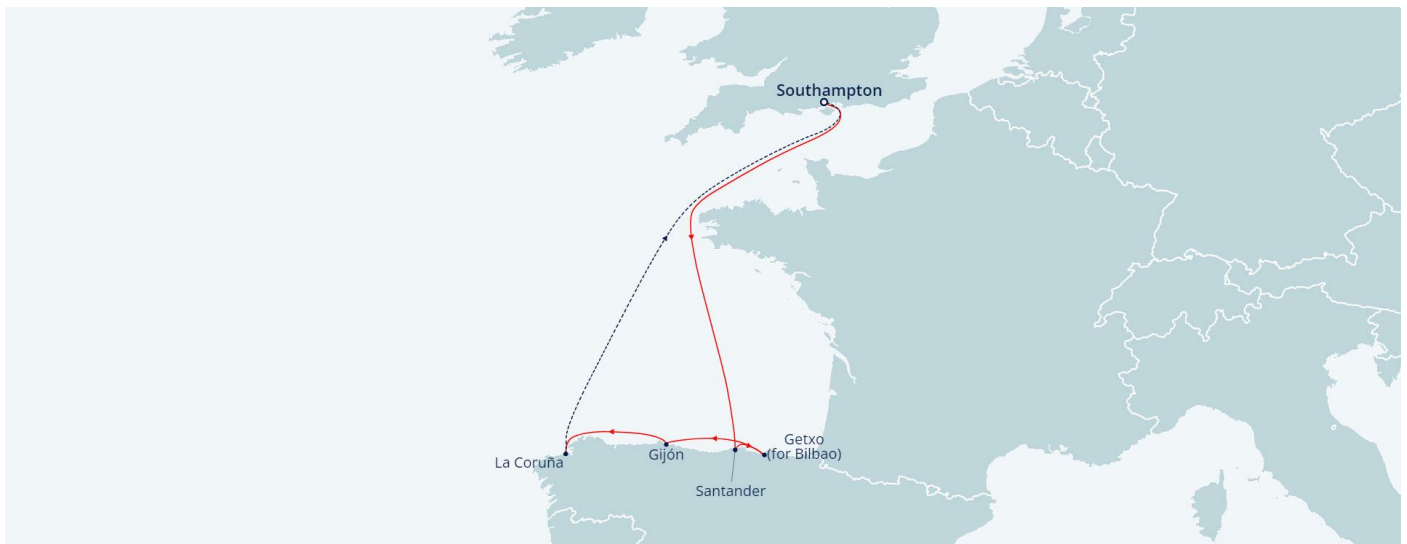 Southampton
La Coruña
Gijón
Getxo
(for Bilbao)
Santander